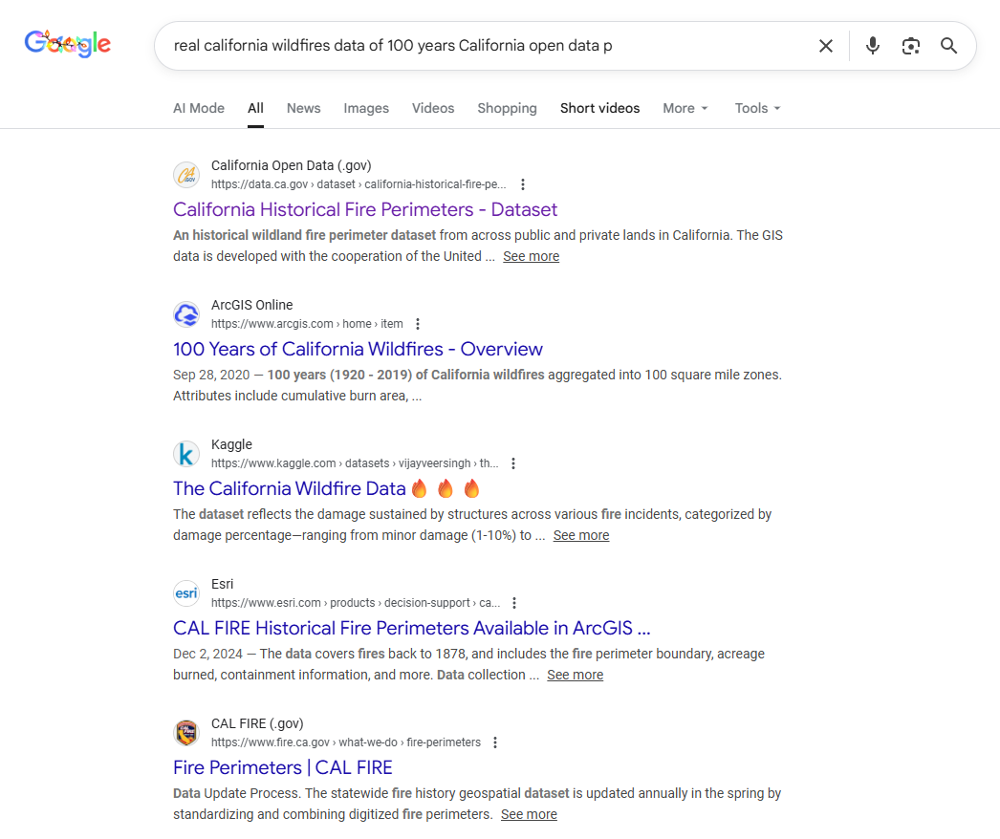 Google
real california wildfires data of 100 years California open data p
AI Mode All News Images Videos Shopping Short videos More Tools
California Open Data (.gov)
https://data.ca.gov › dataset › california-historical-fire-pe...
California Historical Fire Perimeters - Dataset
An historical wildland fire perimeter dataset from across public and private lands in California. The GIS
data is developed with the cooperation of the United ... See more
ArcGIS Online
https://www.arcgis.com › home › item
100 Years of California Wildfires - Overview
Sep 28, 2020 — 100 years (1920 - 2019) of California wildfires aggregated into 100 square mile zones.
Attributes include cumulative burn area, ...
Kaggle
https://www.kaggle.com › datasets › vijayveersingh › th...
The California Wildfire Data🔥 🔥 🔥
The dataset reflects the damage sustained by structures across various fire incidents, categorized by
damage percentage—ranging from minor damage (1-10%) to ... See more
esri
Esri
https://www.esri.com › products › decision-support › ca...
CAL FIRE Historical Fire Perimeters Available in ArcGIS ...
Dec 2, 2024 — The data covers fires back to 1878, and includes the fire perimeter boundary, acreage
burned, containment information, and more. Data collection ... See more
CAL FIRE (.gov)
https://www.fire.ca.gov › what-we-do › fire-perimeters
Fire Perimeters | CAL FIRE
Data Update Process. The statewide fire history geospatial dataset is updated annually in the spring by
standardizing and combining digitized fire perimeters. See more